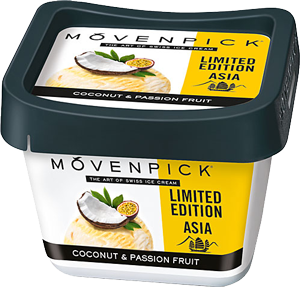 MÖVENPICK
THE ART OF SWISS ICE CREAM
LIMITED
EDITION
ASIA
COCONUT & PASSION FRUIT
MÖVENPICK
THE ART OF SWISS ICE CREAM
LIMITED
EDITION
ASIA
COCONUT & PASSION FRUIT